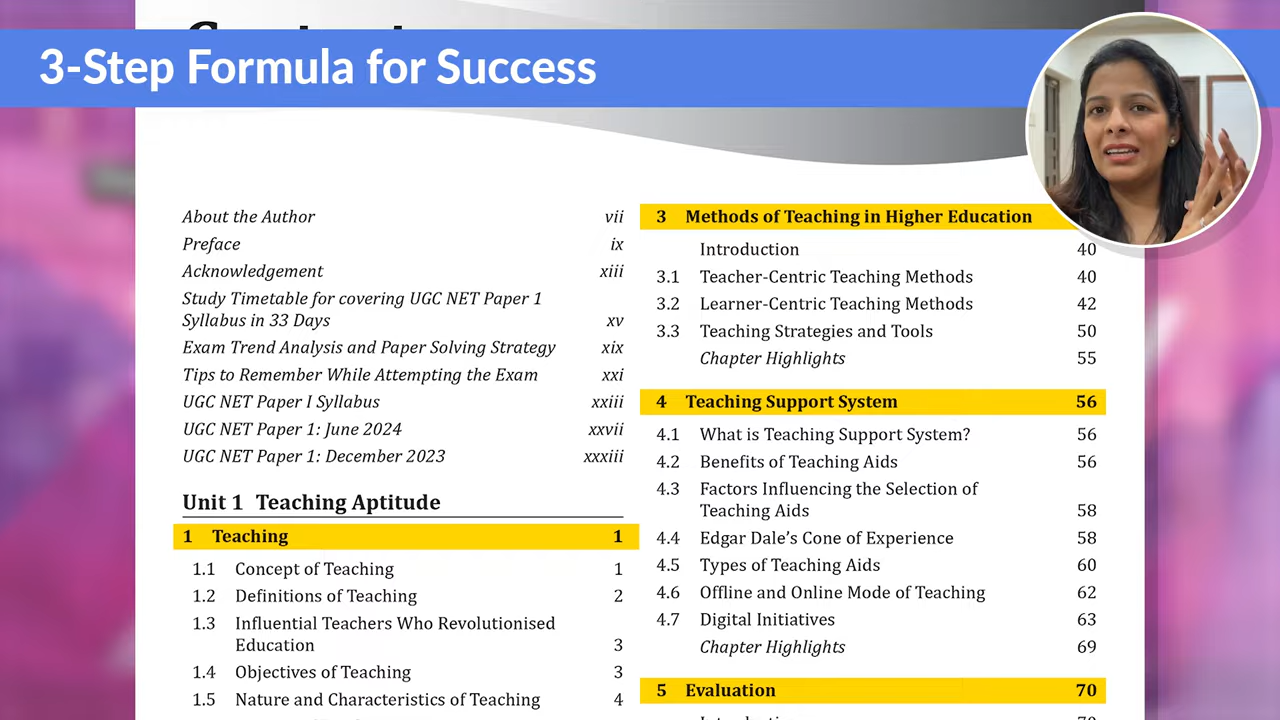 3-Step Formula for Success
About the Author vii
Preface ix
Acknowledgement xiii
Study Timetable for covering UGC NET Paper 1
Syllabus in 33 Days xv
Exam Trend Analysis and Paper Solving Strategy xix
Tips to Remember While Attempting the Exam xxi
UGC NET Paper I Syllabus xxiii
UGC NET Paper 1: June 2024 xxvii
UGC NET Paper 1: December 2023 xxxiii
Unit 1 Teaching Aptitude
1 Teaching 1
1.1 Concept of Teaching 1
1.2 Definitions of Teaching 2
1.3 Influential Teachers Who Revolutionised
Education 3
1.4 Objectives of Teaching 3
1.5 Nature and Characteristics of Teaching 4
3 Methods of Teaching in Higher Education
Introduction 40
3.1 Teacher-Centric Teaching Methods 40
3.2 Learner-Centric Teaching Methods 42
3.3 Teaching Strategies and Tools 50
Chapter Highlights 55
4 Teaching Support System 56
4.1 What is Teaching Support System? 56
4.2 Benefits of Teaching Aids 56
4.3 Factors Influencing the Selection of
Teaching Aids 58
4.4 Edgar Dale's Cone of Experience 58
4.5 Types of Teaching Aids 60
4.6 Offline and Online Mode of Teaching 62
4.7 Digital Initiatives 63
Chapter Highlights 69
5 Evaluation 70